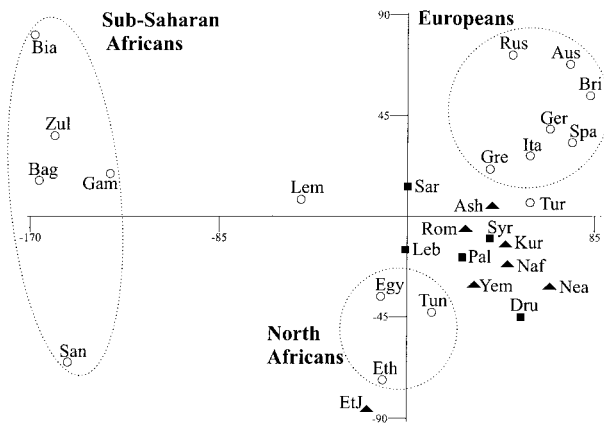 Sub-Saharan
Africans
90
Europeans
Bia
Rus
Aus
Bri
45
Zul
Ger
Spa
Ita
Bag
Gam
Gre
Lem
Sar
Ash
Tur
-170
-85
85
Rom
Syr
Kur
Leb
Pal
Naf
Egy
Yem
Nea
Tun
Dru
-45
North
Africans
San
Eth
EtJ
-90